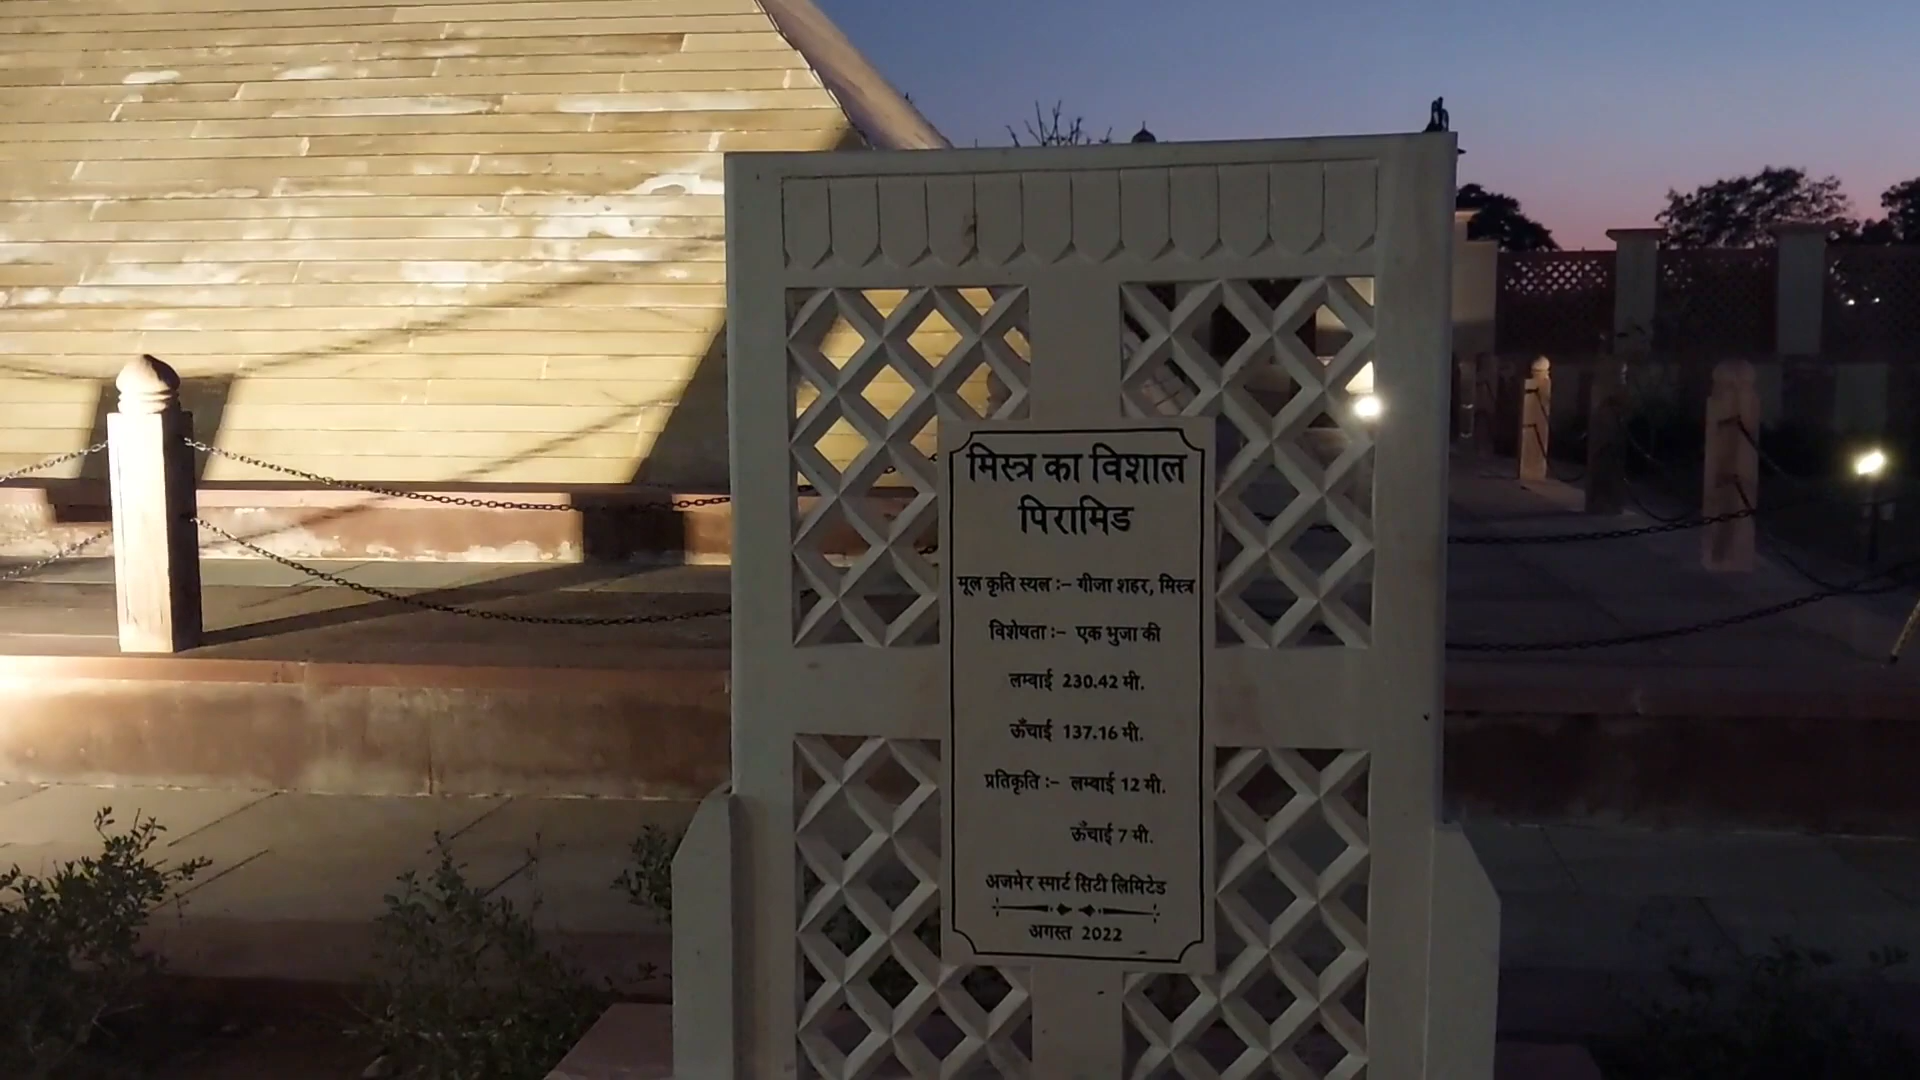 मिस्त्र का विशाल
पिरामिड
मूल कृति स्थल :– गीजा शहर, मिस्त्र
विशेषता :– एक भुजा की
लम्बाई 230.42 मी.
ऊँचाई 137.16 मी.
प्रतिकृति :– लम्बाई 12 मी.
ऊँचाई 7 मी.
अजमेर स्मार्ट सिटी लिमिटेड
अगस्त 2022